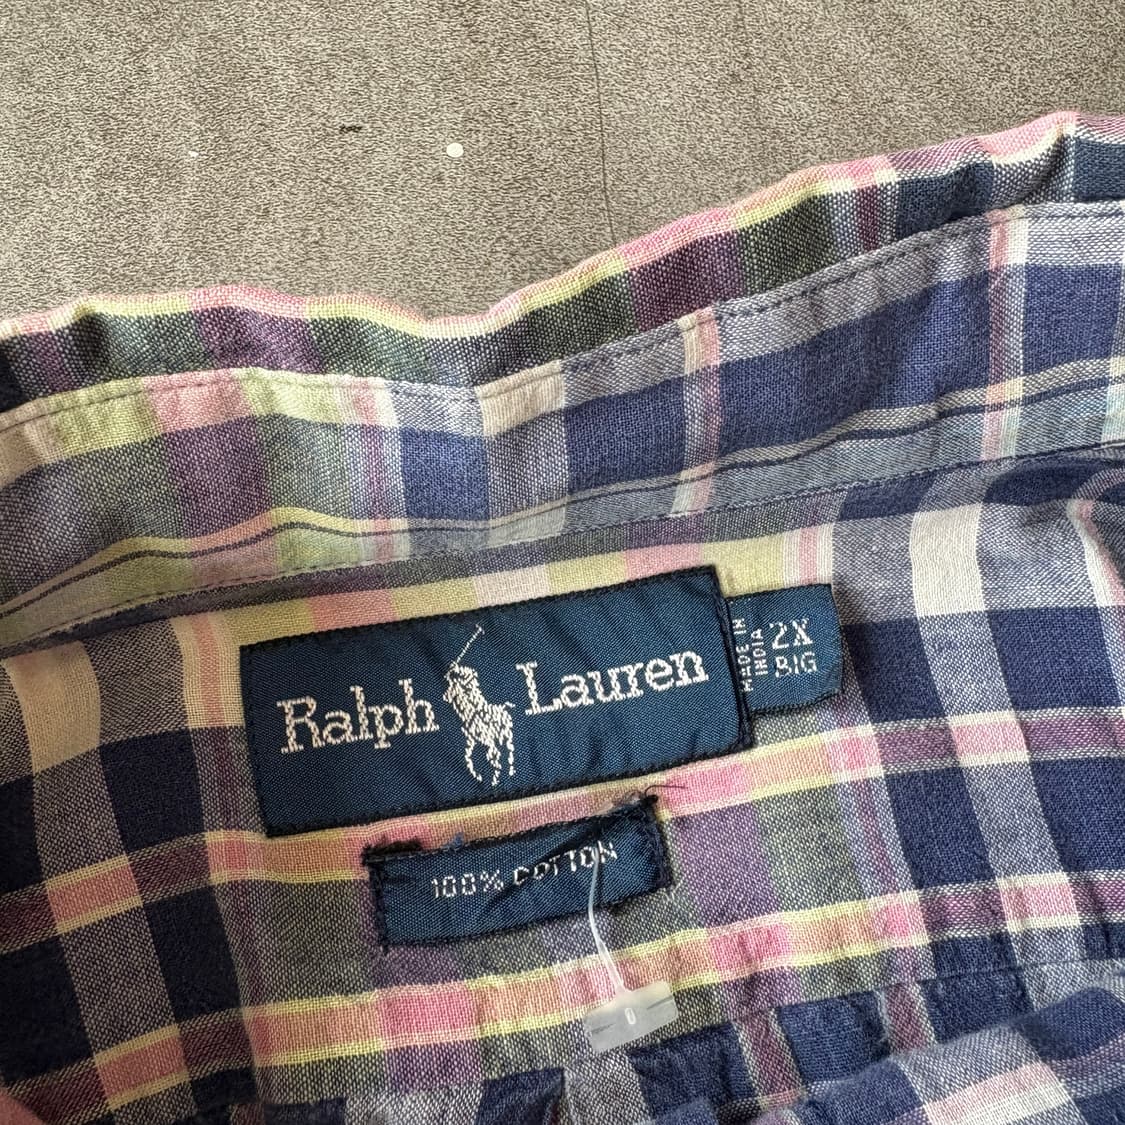 Ralph Lauren
MADE IN
INDIA
2X
BIG
100% COTTON